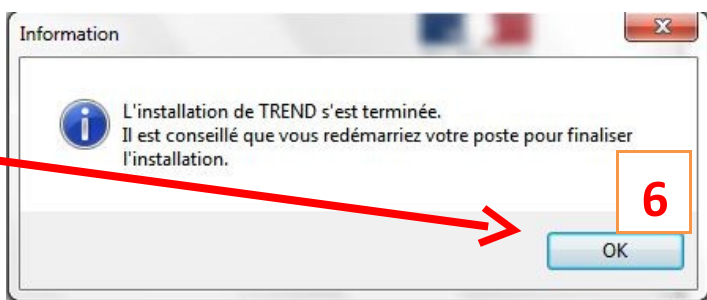 Information
L'installation de TREND s'est terminée.
Il est conseillé que vous redémarriez votre poste pour finaliser
l'installation.
6
OK